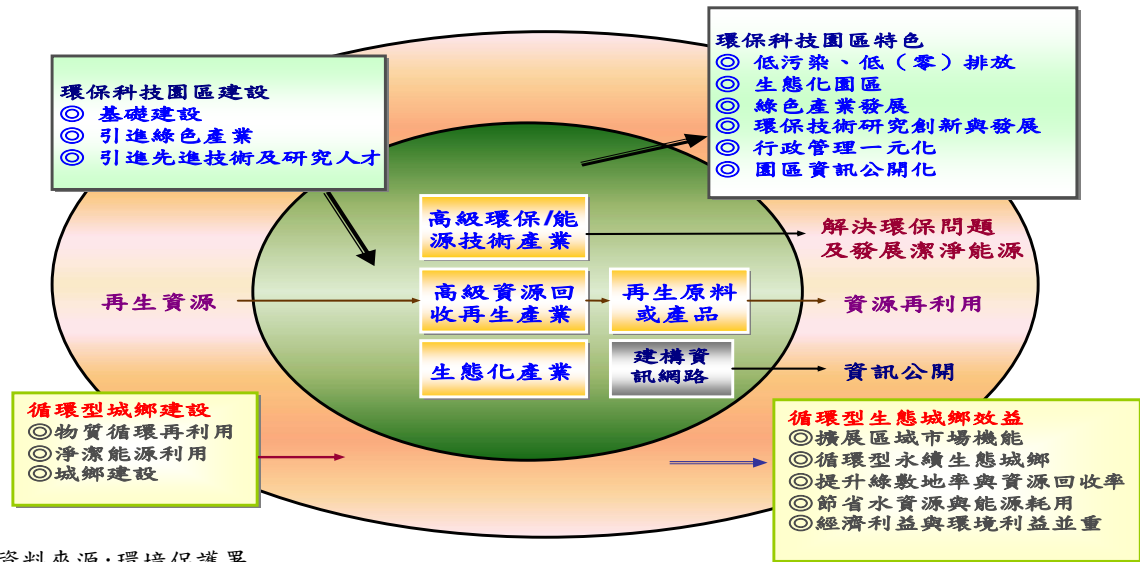 環保科技園區建設
◎ 基礎建設
◎ 引進綠色產業
◎ 引進先進技術及研究人才
環保科技園區特色
◎ 低污染、低（零）排放
◎ 生態化園區
◎ 綠色產業發展
◎ 環保技術研究創新與發展
◎ 行政管理一元化
◎ 園區資訊公開化
高級環保/能
源技術產業
解決環保問題
及發展潔淨能源
再生資源
高級資源回
收再生產業
再生原料
或產品
資源再利用
生態化產業
建構資
訊網路
資訊公開
循環型城鄉建設
◎物質循環再利用
◎淨潔能源利用
◎城鄉建設
循環型生態城鄉效益
◎擴展區域市場機能
◎循環型永續生態城鄉
◎提升綠敷地率與資源回收率
◎節省水資源與能源耗用
◎經濟利益與環境利益並重
資料來源:環境保護署